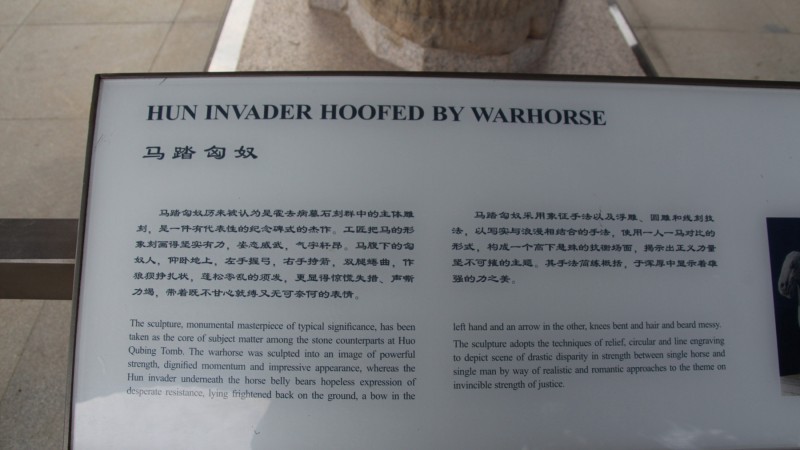 HUN INVADER HOOFED BY WARHORSE
马踏匈奴
马踏匈奴历来被认为是霍去病墓石刻群中的主体雕
刻，是一件有代表性的纪念碑式的杰作。工匠把马的形
象刻画得坚实有力，姿态威武，气宇轩昂。马腹下的匈
奴人，仰卧地上，左手握弓，右手持箭，双腿蜷曲，作
狼狈挣扎状。蓬松零乱的须发，更显得惊慌失措、声嘶
力竭，带着既不甘心就缚又无可奈何的表情。
马踏匈奴采用象征手法以及浮雕、圆雕和线刻技
法，以写实与浪漫相结合的手法，使用一人一马对比的
形式，构成一个高下悬殊的抗衡场面，揭示出正义力量
坚不可摧的主题。其手法简练概括，于浑厚中显示着雄
强的力之美。
The sculpture, monumental masterpiece of typical significance, has been
taken as the core of subject matter among the stone counterparts at Huo
Qubing Tomb. The warhorse was sculpted into an image of powerful
strength, dignified momentum and impressive appearance, whereas the
Hun invader underneath the horse belly bears hopeless expression of
desperate resistance, lying frightened back on the ground, a bow in the
left hand and an arrow in the other, knees bent and hair and beard messy.
The sculpture adopts the techniques of relief, circular and line engraving
to depict scene of drastic disparity in strength between single horse and
single man by way of realistic and romantic approaches to the theme on
invincible strength of justice.